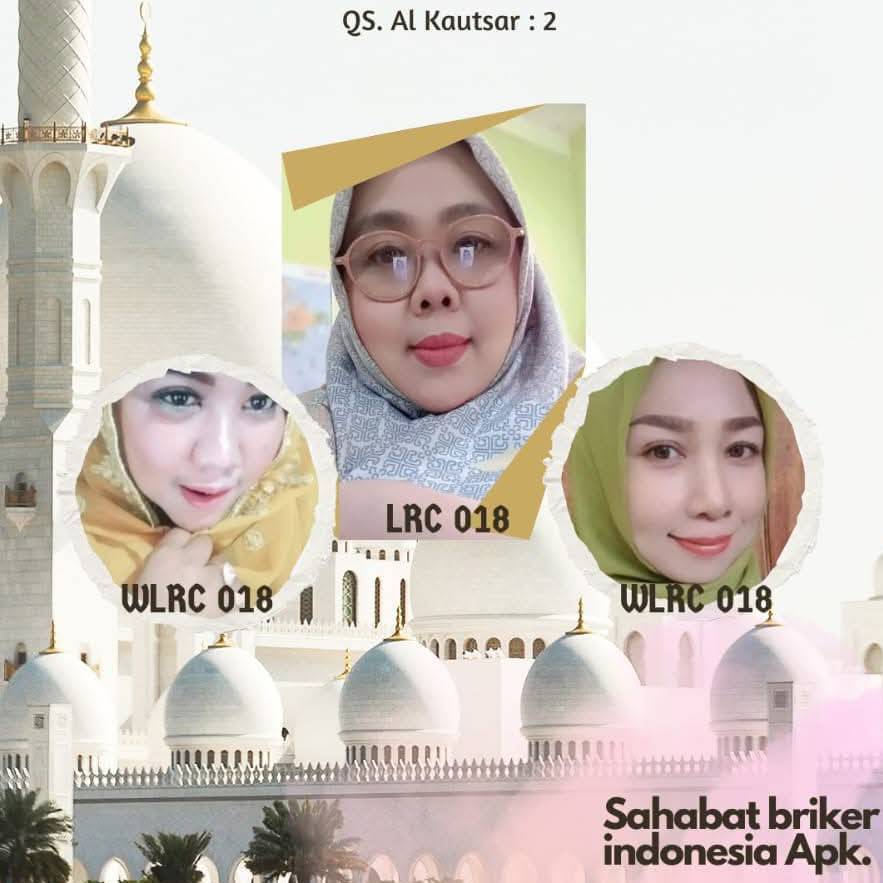 QS. Al Kautsar : 2
LRC 018
WLRC 018
WLRC 018
Sahabat briker
indonesia Apk.